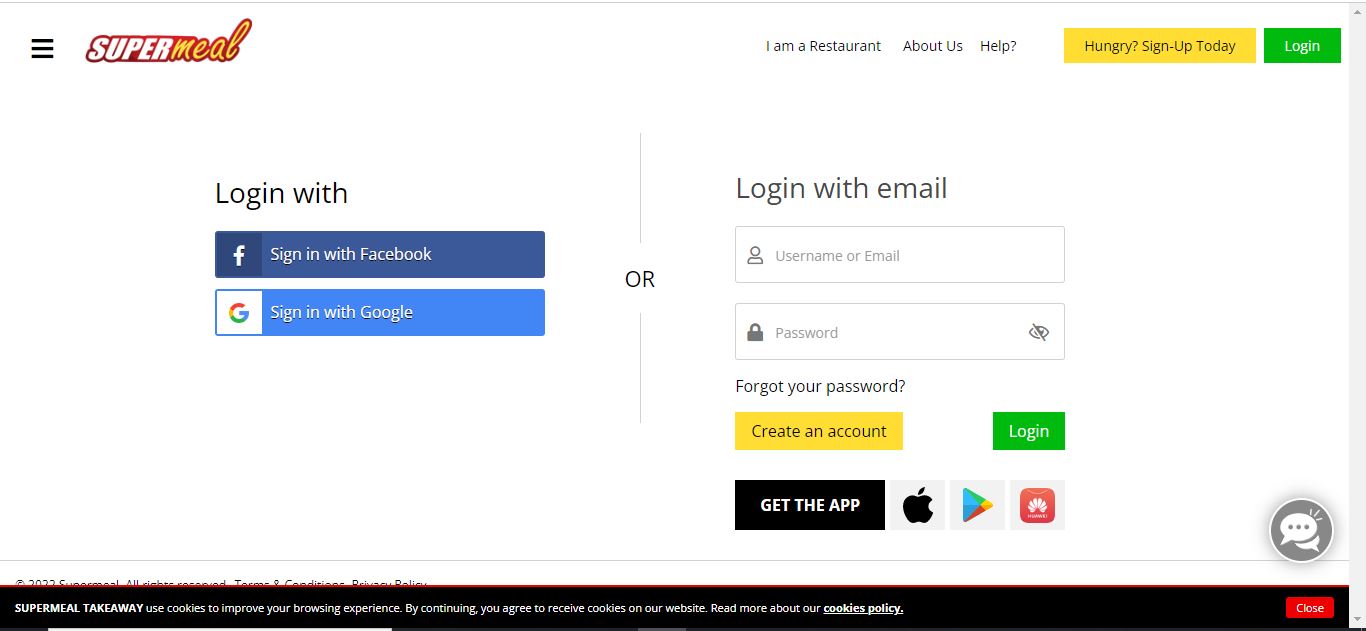 SUPERmeal
I am a Restaurant About Us Help? Hungry? Sign-Up Today Login
Login with
Sign in with Facebook
Sign in with Google
OR
Login with email
Username or Email
Password
Forgot your password?
Create an account Login
GET THE APP
HUAWEI
© 2022 Supermeal. All rights reserved. Terms & Conditions. Privacy Policy
SUPERMEAL TAKEAWAY use cookies to improve your browsing experience. By continuing, you agree to receive cookies on our website. Read more about our cookies policy. Close